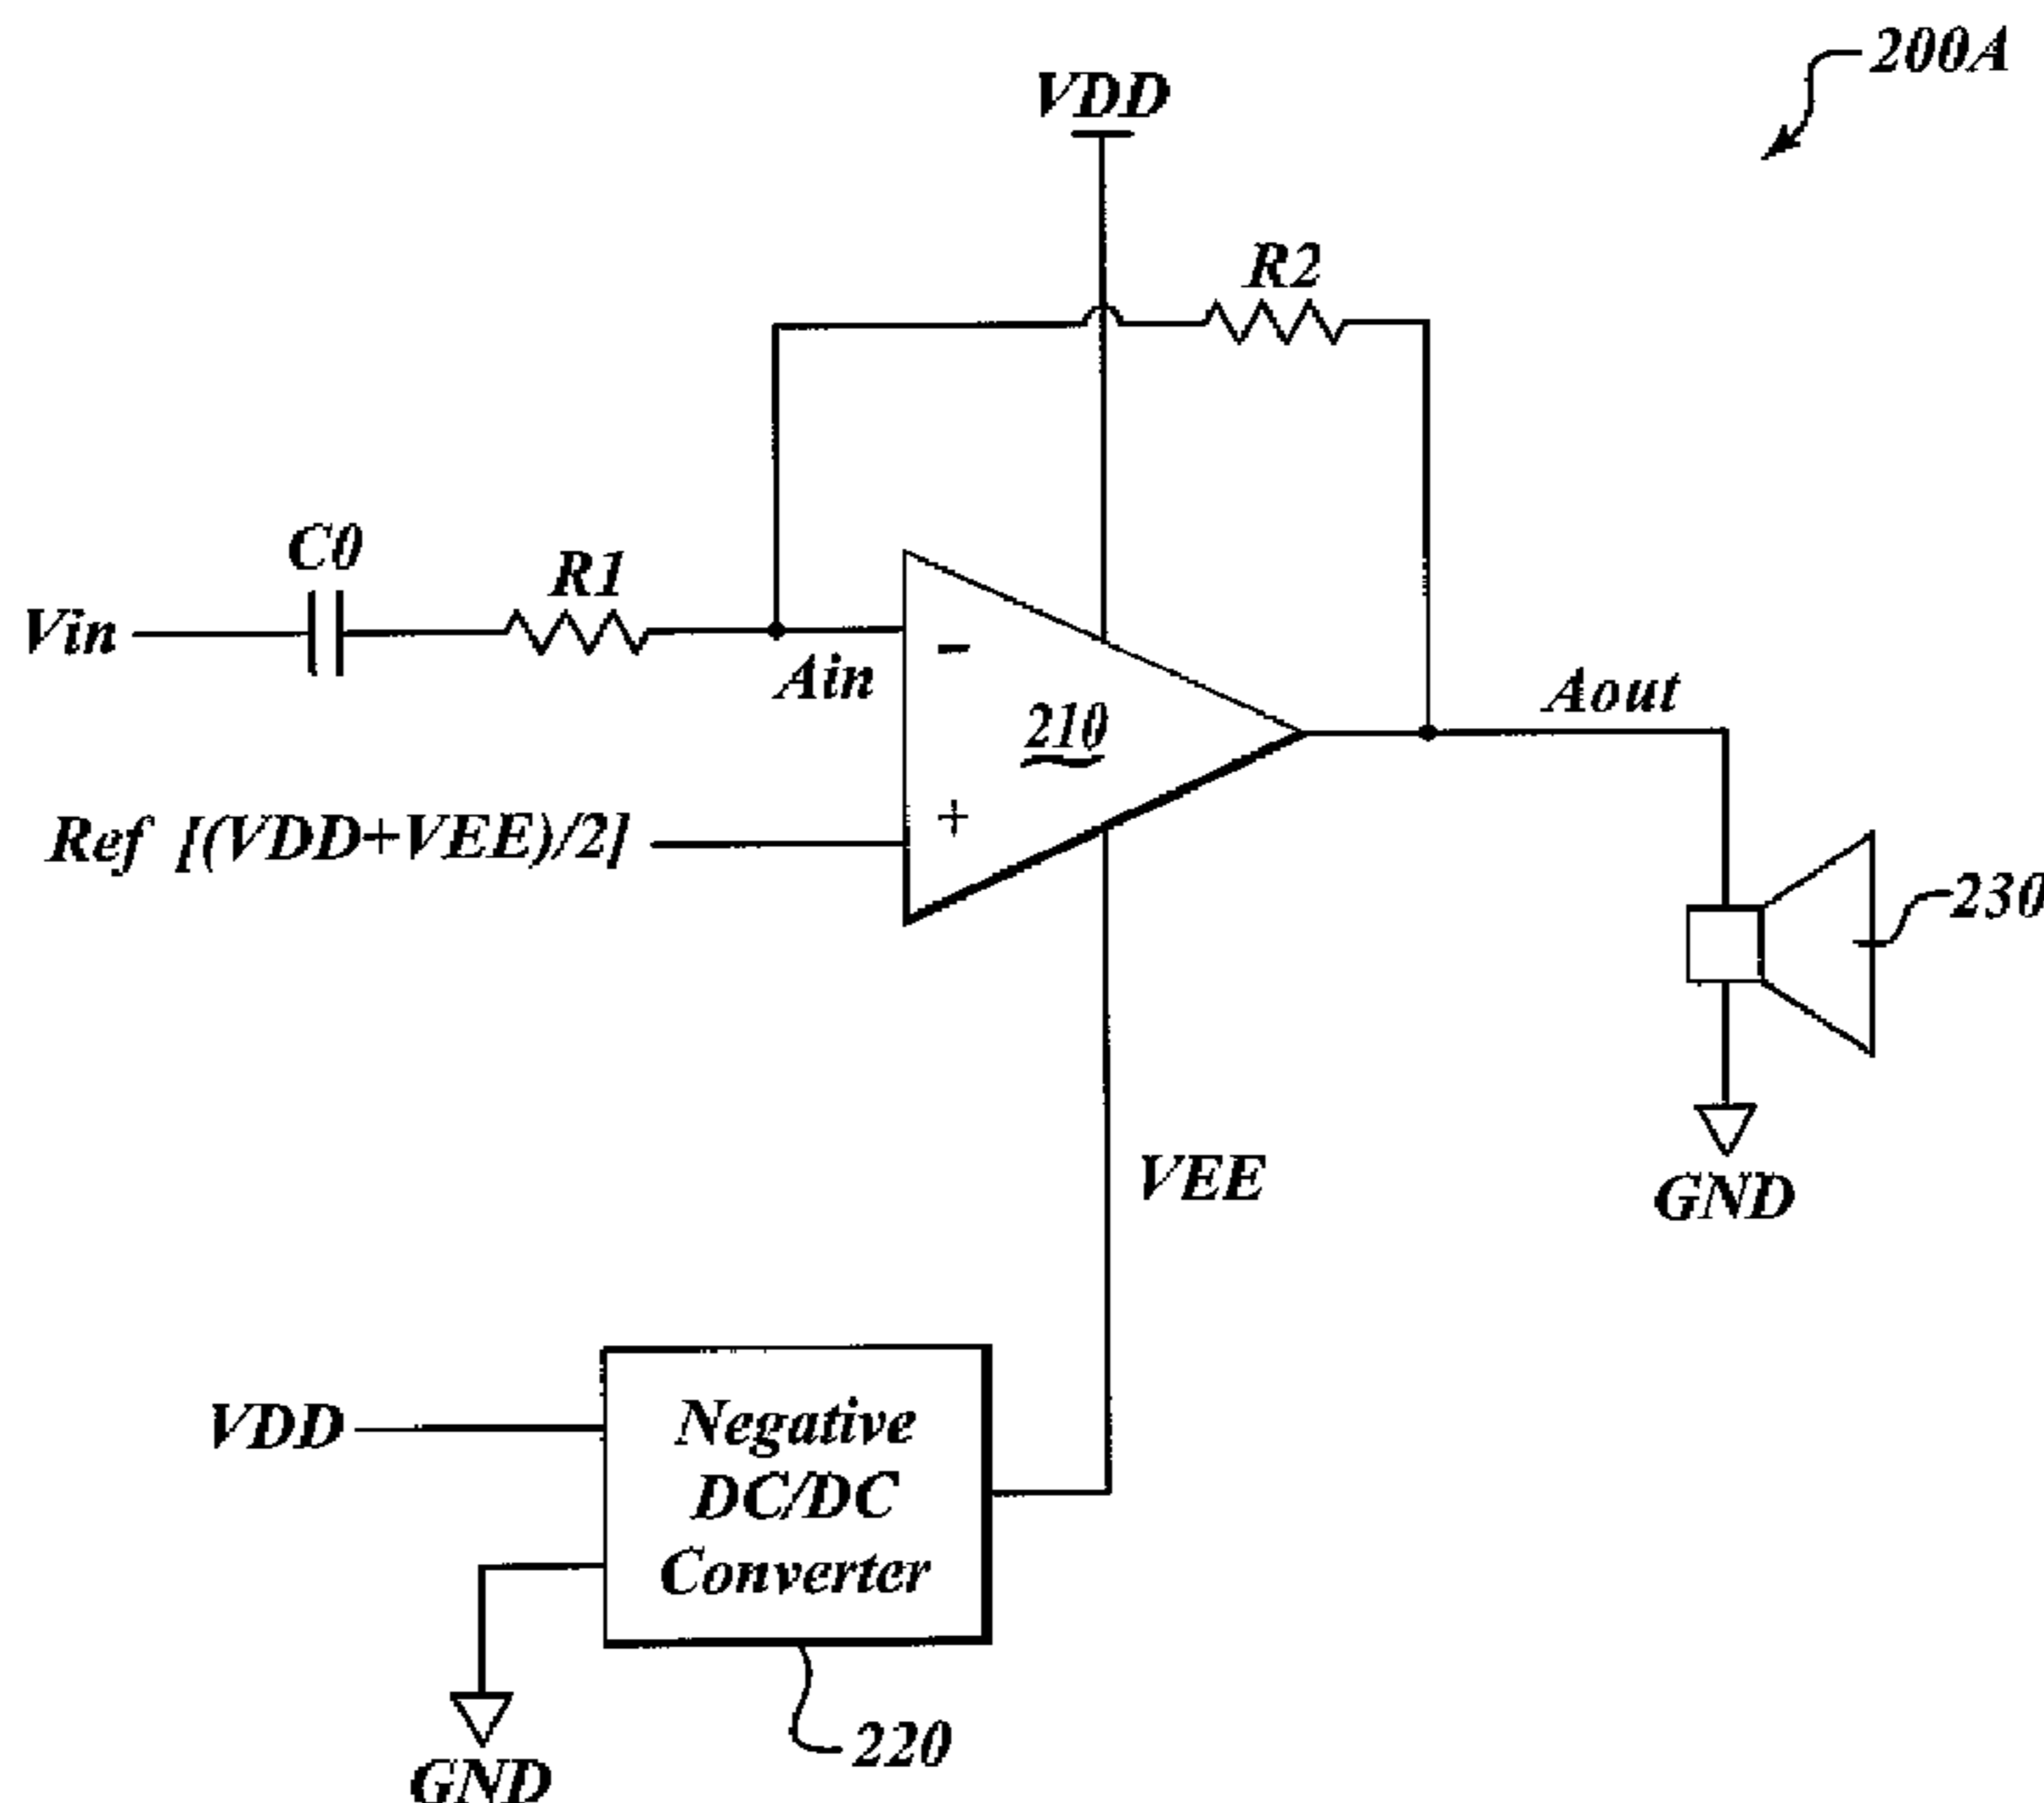 200A
VDD
R2
C0
R1
Vin
Ain
-
210
Aout
+
Ref [(VDD+VEE)/2]
230
VEE
GND
VDD
Negative
DC/DC
Converter
220
GND